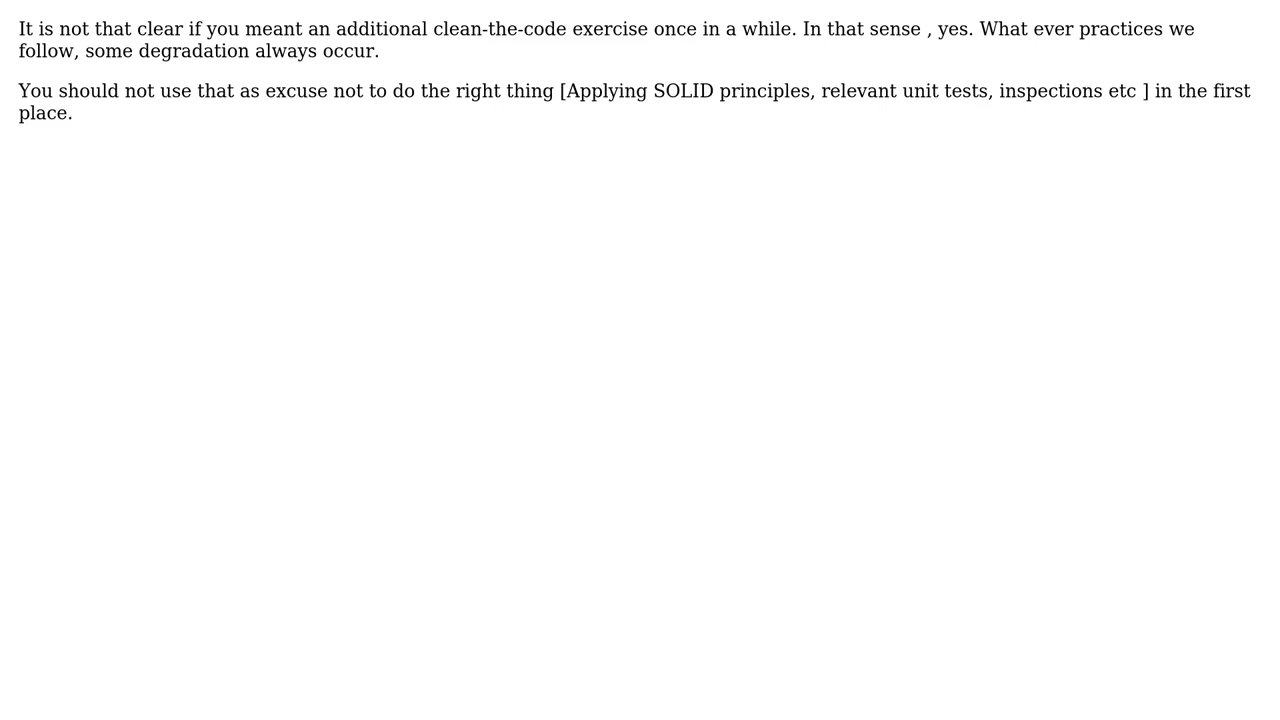 It is not that clear if you meant an additional clean-the-code exercise once in a while. In that sense , yes. What ever practices we
follow, some degradation always occur.
You should not use that as excuse not to do the right thing [Applying SOLID principles, relevant unit tests, inspections etc ] in the first
place.